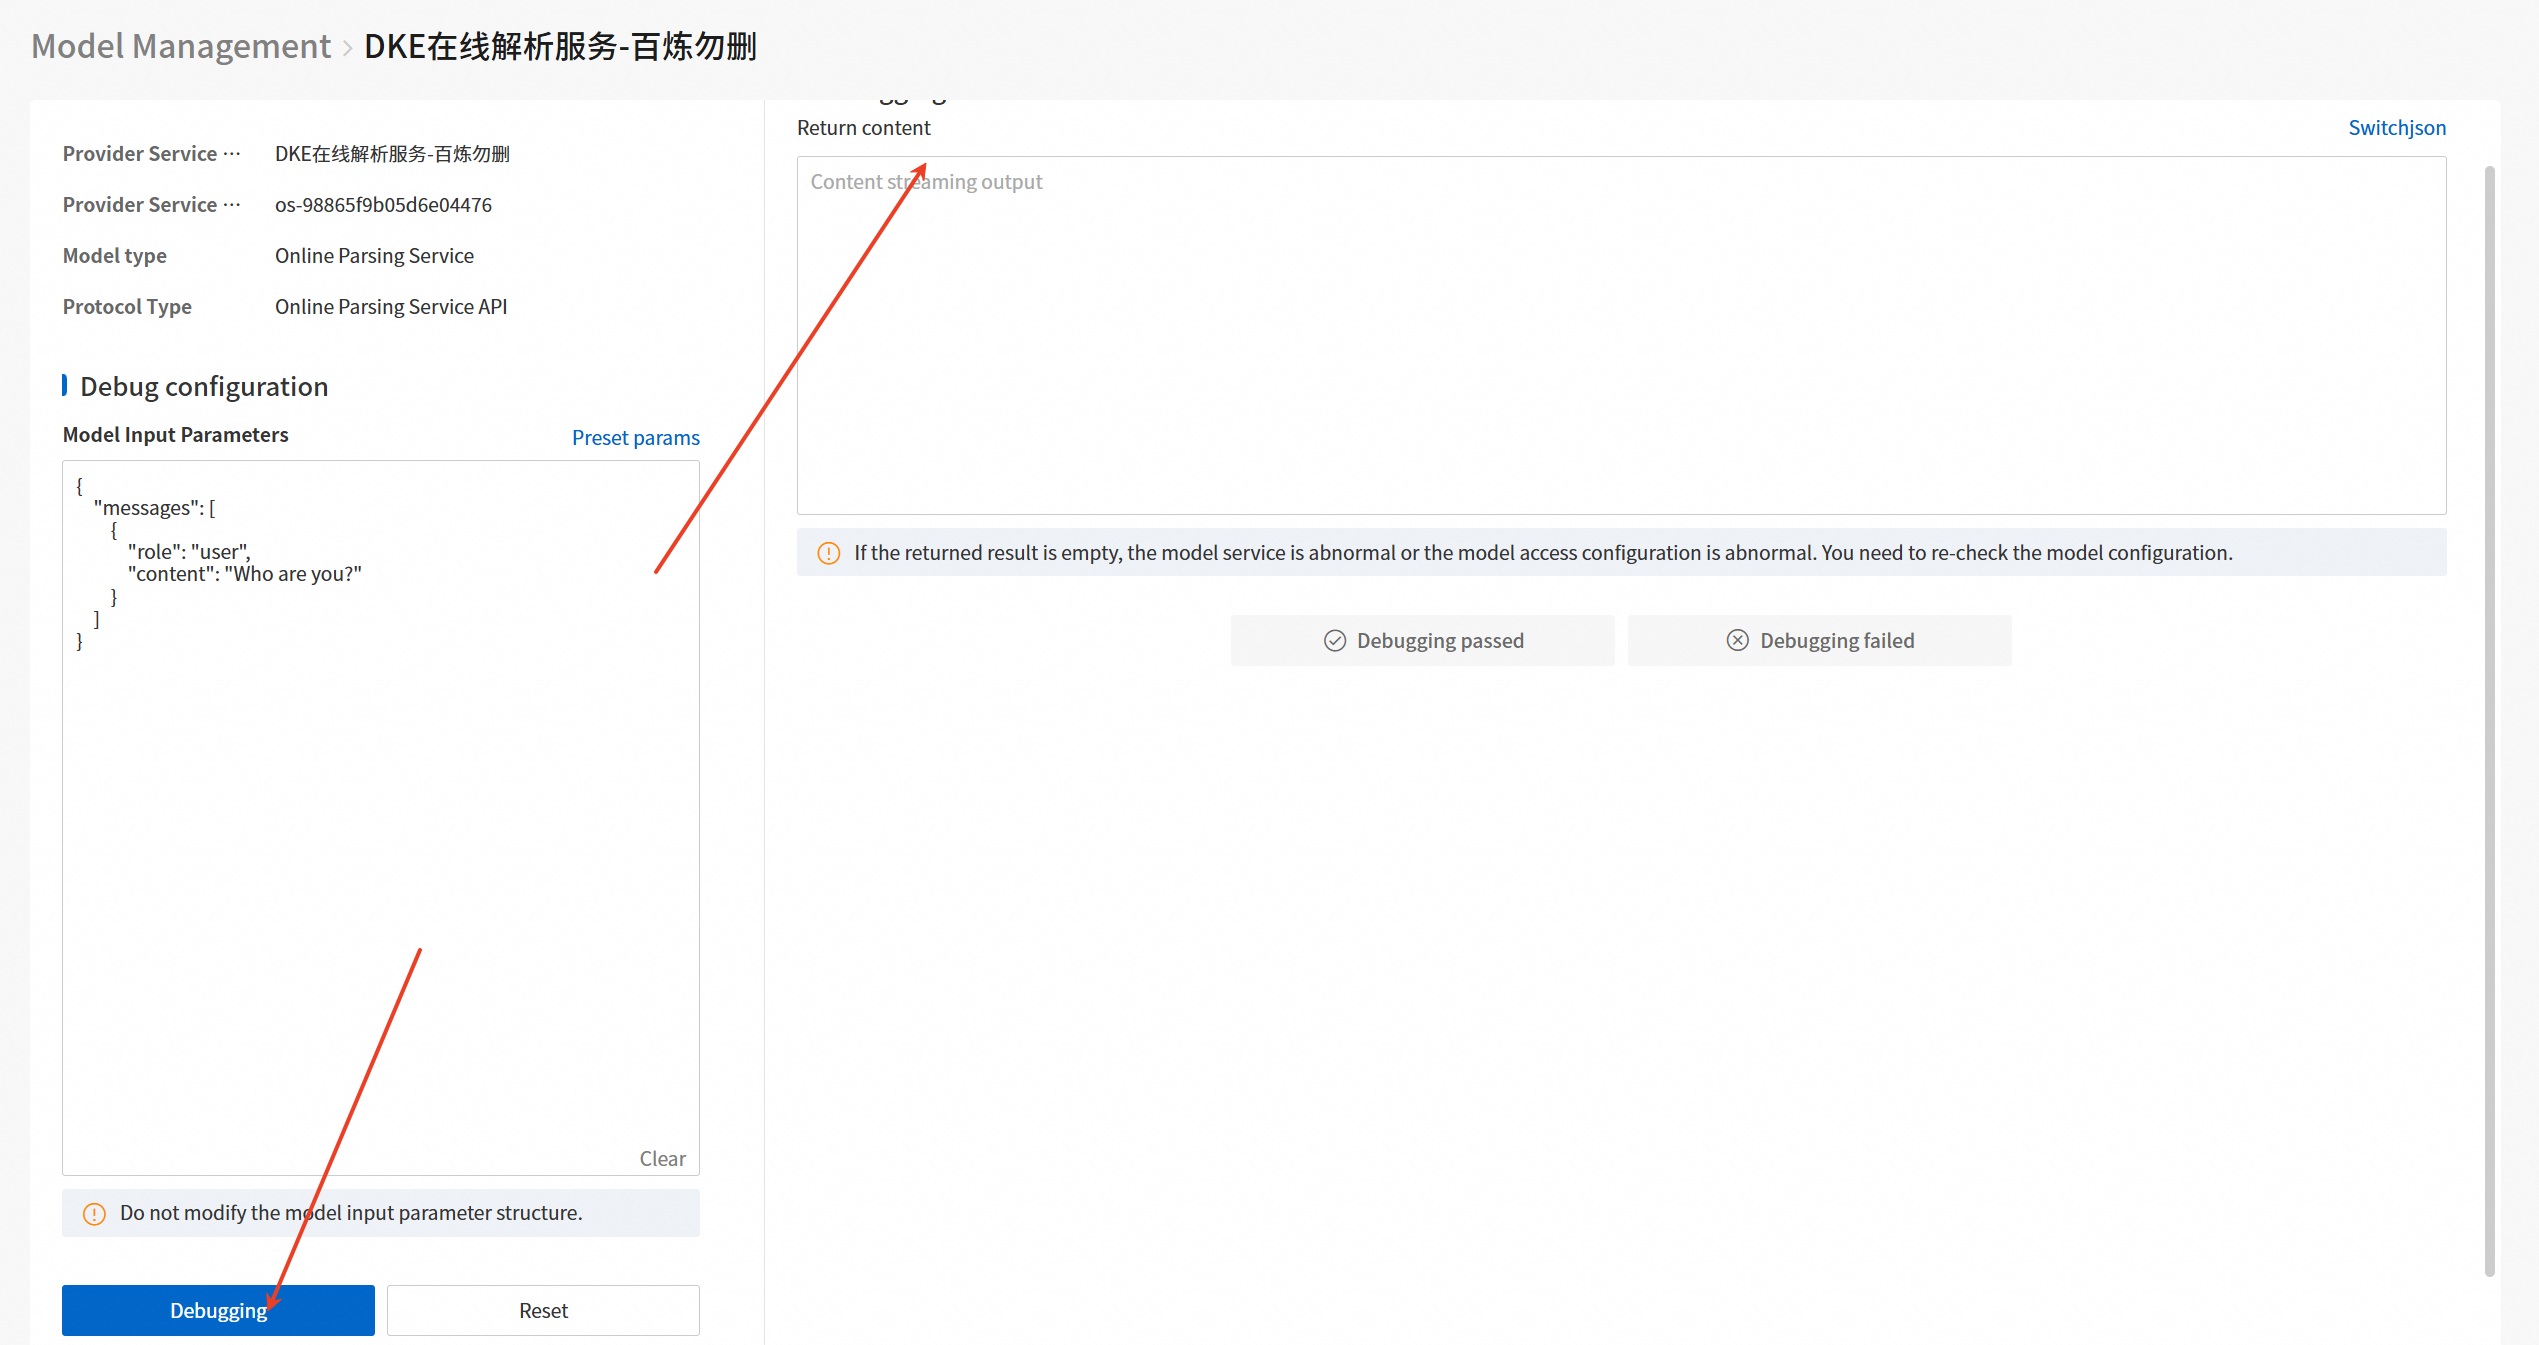 Model Management > DKE在线解析服务-百炼勿删
Provider Service ··· DKE在线解析服务-百炼勿删
Provider Service ··· os-98865f9b05d6e04476
Model type Online Parsing Service
Protocol Type Online Parsing Service API
Debug configuration
Model Input Parameters Preset params
{
"messages": [
{
"role": "user",
"content": "Who are you?"
}
]
}
Clear
Do not modify the model input parameter structure.
Debugging Reset
Return content Switchjson
Content streaming output
If the returned result is empty, the model service is abnormal or the model access configuration is abnormal. You need to re-check the model configuration.
Debugging passed Debugging failed